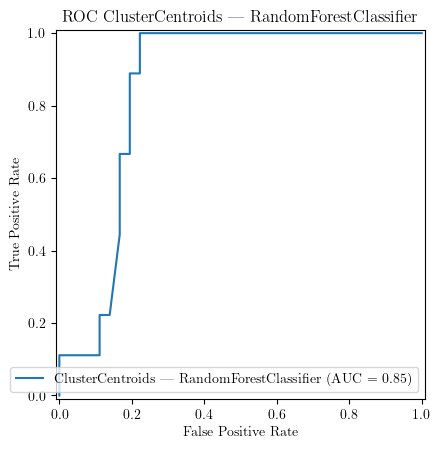 ROC ClusterCentroids — RandomForestClassifier
1.0
0.8
0.6
0.4
0.2
0.0
True Positive Rate
ClusterCentroids — RandomForestClassifier (AUC = 0.85)
0.0 0.2 0.4 0.6 0.8 1.0
False Positive Rate